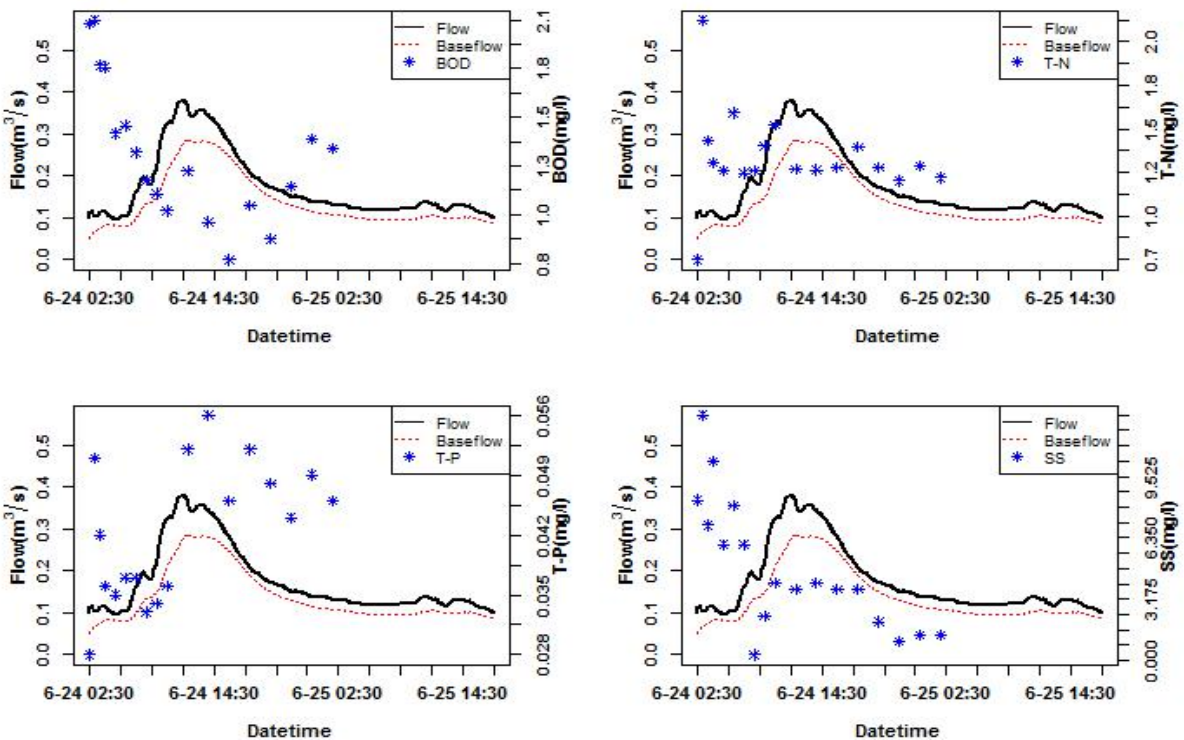 Flow
Baseflow
BOD
Flow(m³/s)
0.0 0.1 0.2 0.3 0.4 0.5
BOD(mg/l)
0.8 1.0 1.3 1.5 1.8 2.1
6-24 02:30 6-24 14:30 6-25 02:30 6-25 14:30
Datetime
Flow
Baseflow
T-N
Flow(m³/s)
0.0 0.1 0.2 0.3 0.4 0.5
T-N(mg/l)
0.7 1.0 1.2 1.5 1.8 2.0
6-24 02:30 6-24 14:30 6-25 02:30 6-25 14:30
Datetime
Flow
Baseflow
T-P
Flow(m³/s)
0.0 0.1 0.2 0.3 0.4 0.5
T-P(mg/l)
0.028 0.035 0.042 0.049 0.056
6-24 02:30 6-24 14:30 6-25 02:30 6-25 14:30
Datetime
Flow
Baseflow
SS
Flow(m³/s)
0.0 0.1 0.2 0.3 0.4 0.5
SS(mg/l)
0.000 3.175 6.350 9.525
6-24 02:30 6-24 14:30 6-25 02:30 6-25 14:30
Datetime